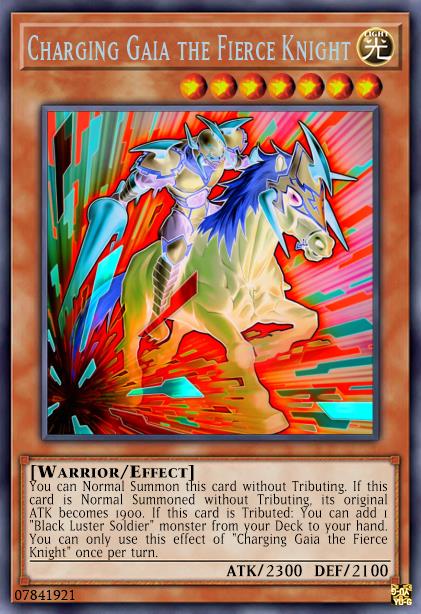 CHARGING GAIA THE FIERCE KNIGHT
LIGHT
光
[WARRIOR/EFFECT]
You can Normal Summon this card without Tributing. If this
card is Normal Summoned without Tributing, its original
ATK becomes 1900. If this card is Tributed: You can add 1
"Black Luster Soldier" monster from your Deck to your hand.
You can only use this effect of "Charging Gaia the Fierce
Knight" once per turn.
ATK/2300 DEF/2100
07841921